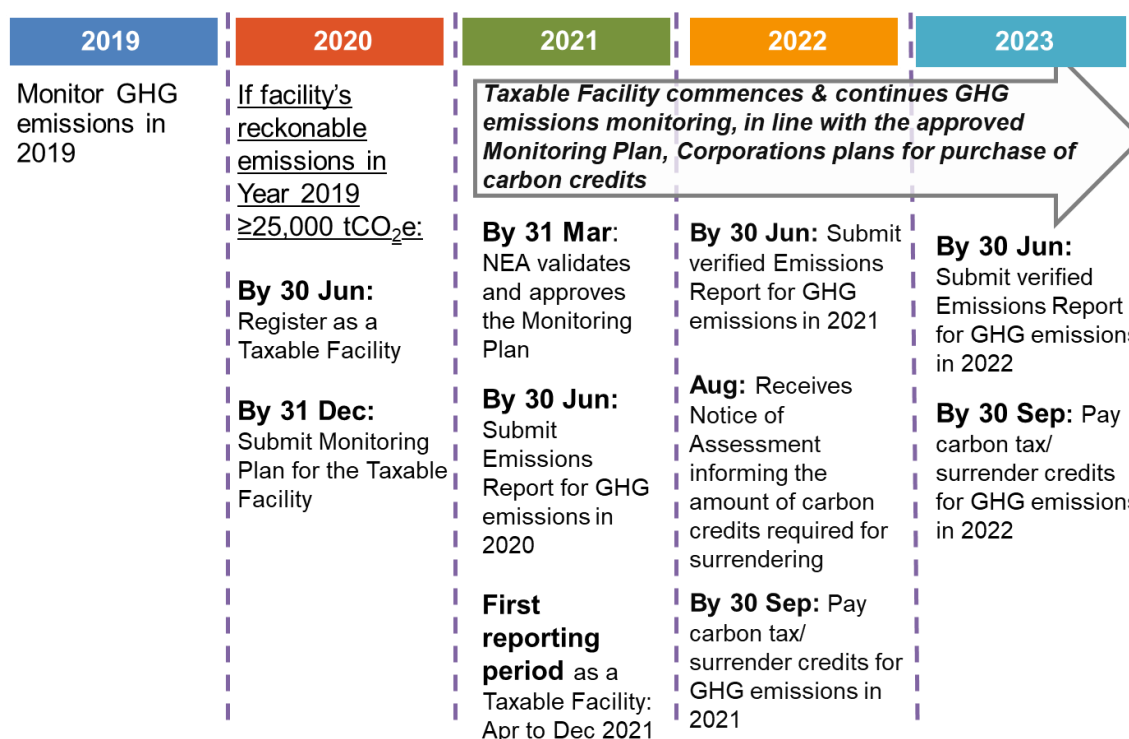 2019
Monitor GHG
emissions in
2019
2020
If facility's
reckonable
emissions in
Year 2019
≥25,000 tCO₂e:
By 30 Jun:
Register as a
Taxable Facility
By 31 Dec:
Submit Monitoring
Plan for the Taxable
Facility
2021
2022
2023
Taxable Facility commences & continues GHG
emissions monitoring, in line with the approved
Monitoring Plan, Corporations plans for purchase of
carbon credits
By 31 Mar:
NEA validates
and approves
the Monitoring
Plan
By 30 Jun:
Submit
Emissions
Report for GHG
emissions in
2020
First
reporting
period as a
Taxable Facility:
Apr to Dec 2021
By 30 Jun: Submit
verified Emissions
Report for GHG
emissions in 2021
Aug: Receives
Notice of
Assessment
informing the
amount of carbon
credits required for
surrendering
By 30 Sep: Pay
carbon tax/
surrender credits for
GHG emissions in
2021
By 30 Jun:
Submit verified
Emissions Report
for GHG emissions
in 2022
By 30 Sep: Pay
carbon tax/
surrender credits
for GHG emissions
in 2022